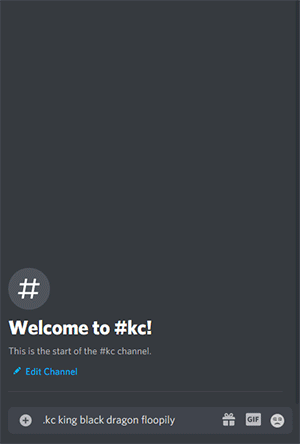 #
Welcome to #kc!
This is the start of the #kc channel.
Edit Channel
.kc king black dragon floopily
GIF